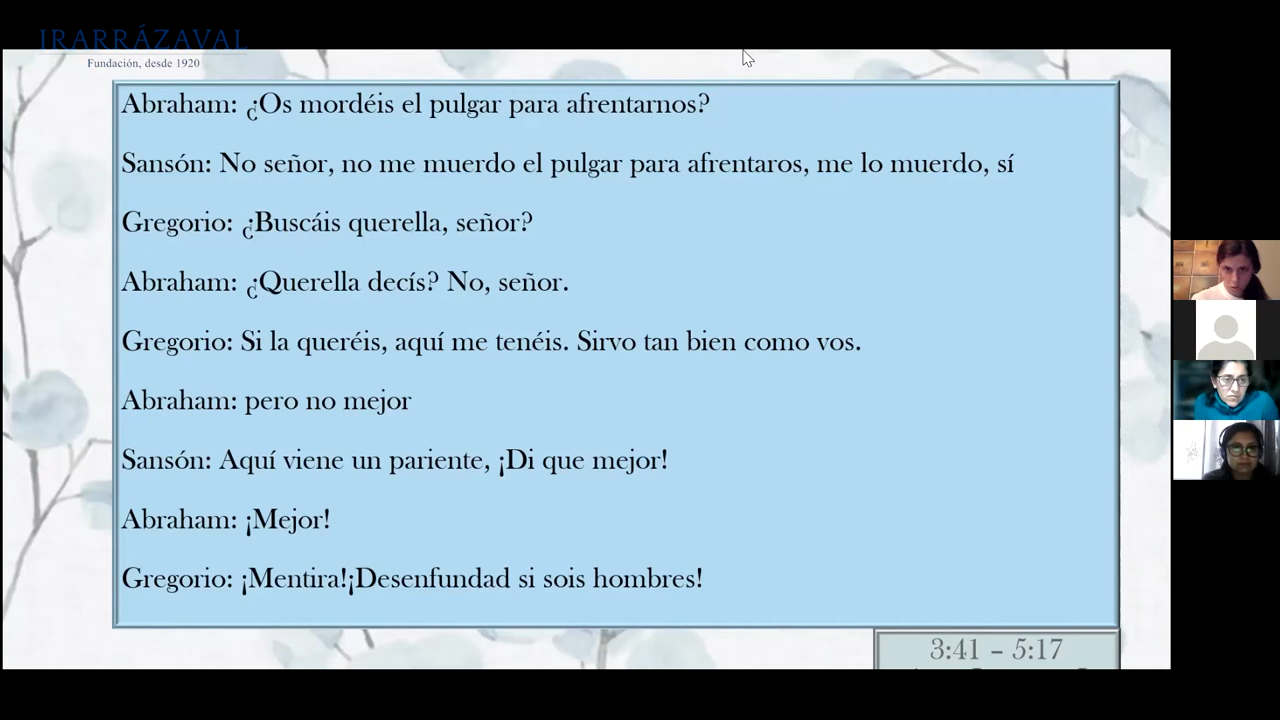 IRARRÁZAVAL
Fundación, desde 1920
Abraham: ¿Os mordéis el pulgar para afrentarnos?
Sansón: No señor, no me muerdo el pulgar para afrentaros, me lo muerdo, sí
Gregorio: ¿Buscáis querella, señor?
Abraham: ¿Querella decís? No, señor.
Gregorio: Si la queréis, aquí me tenéis. Sirvo tan bien como vos.
Abraham: pero no mejor
Sansón: Aquí viene un pariente, ¡Di que mejor!
Abraham: ¡Mejor!
Gregorio: ¡Mentira!¡Desenfundad si sois hombres!
3:41 – 5:17